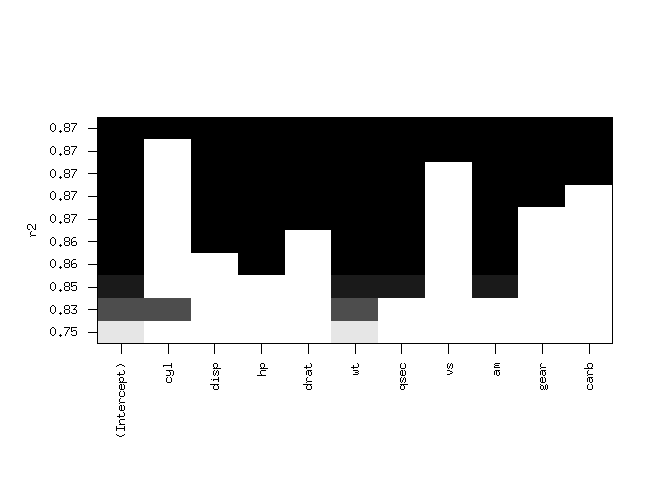 0.87
0.87
0.87
0.87
0.87
0.86
0.86
0.85
0.83
0.75
r2
(Intercept)
cyl
disp
hp
drat
wt
qsec
vs
am
gear
carb